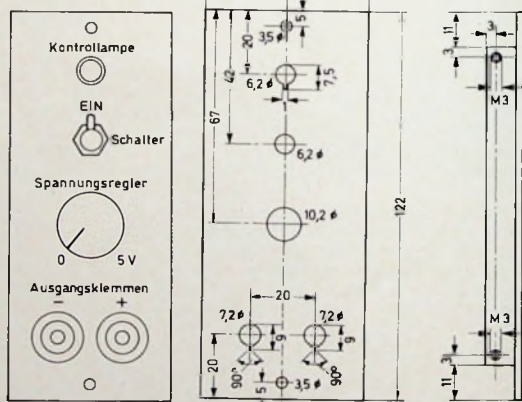 Kontrollampe
EIN
Schalter
Spannungsregler
0 5 V
Ausgangsklemmen
− +
5
20
3,5 ø
42
6,2 ø
7,5
1
67
6,2 ø
10,2 ø
122
20
7,2 ø 7,2 ø
9 9
20
90° 90°
5
3,5 ø
3
11
3
M3
M3
3
11